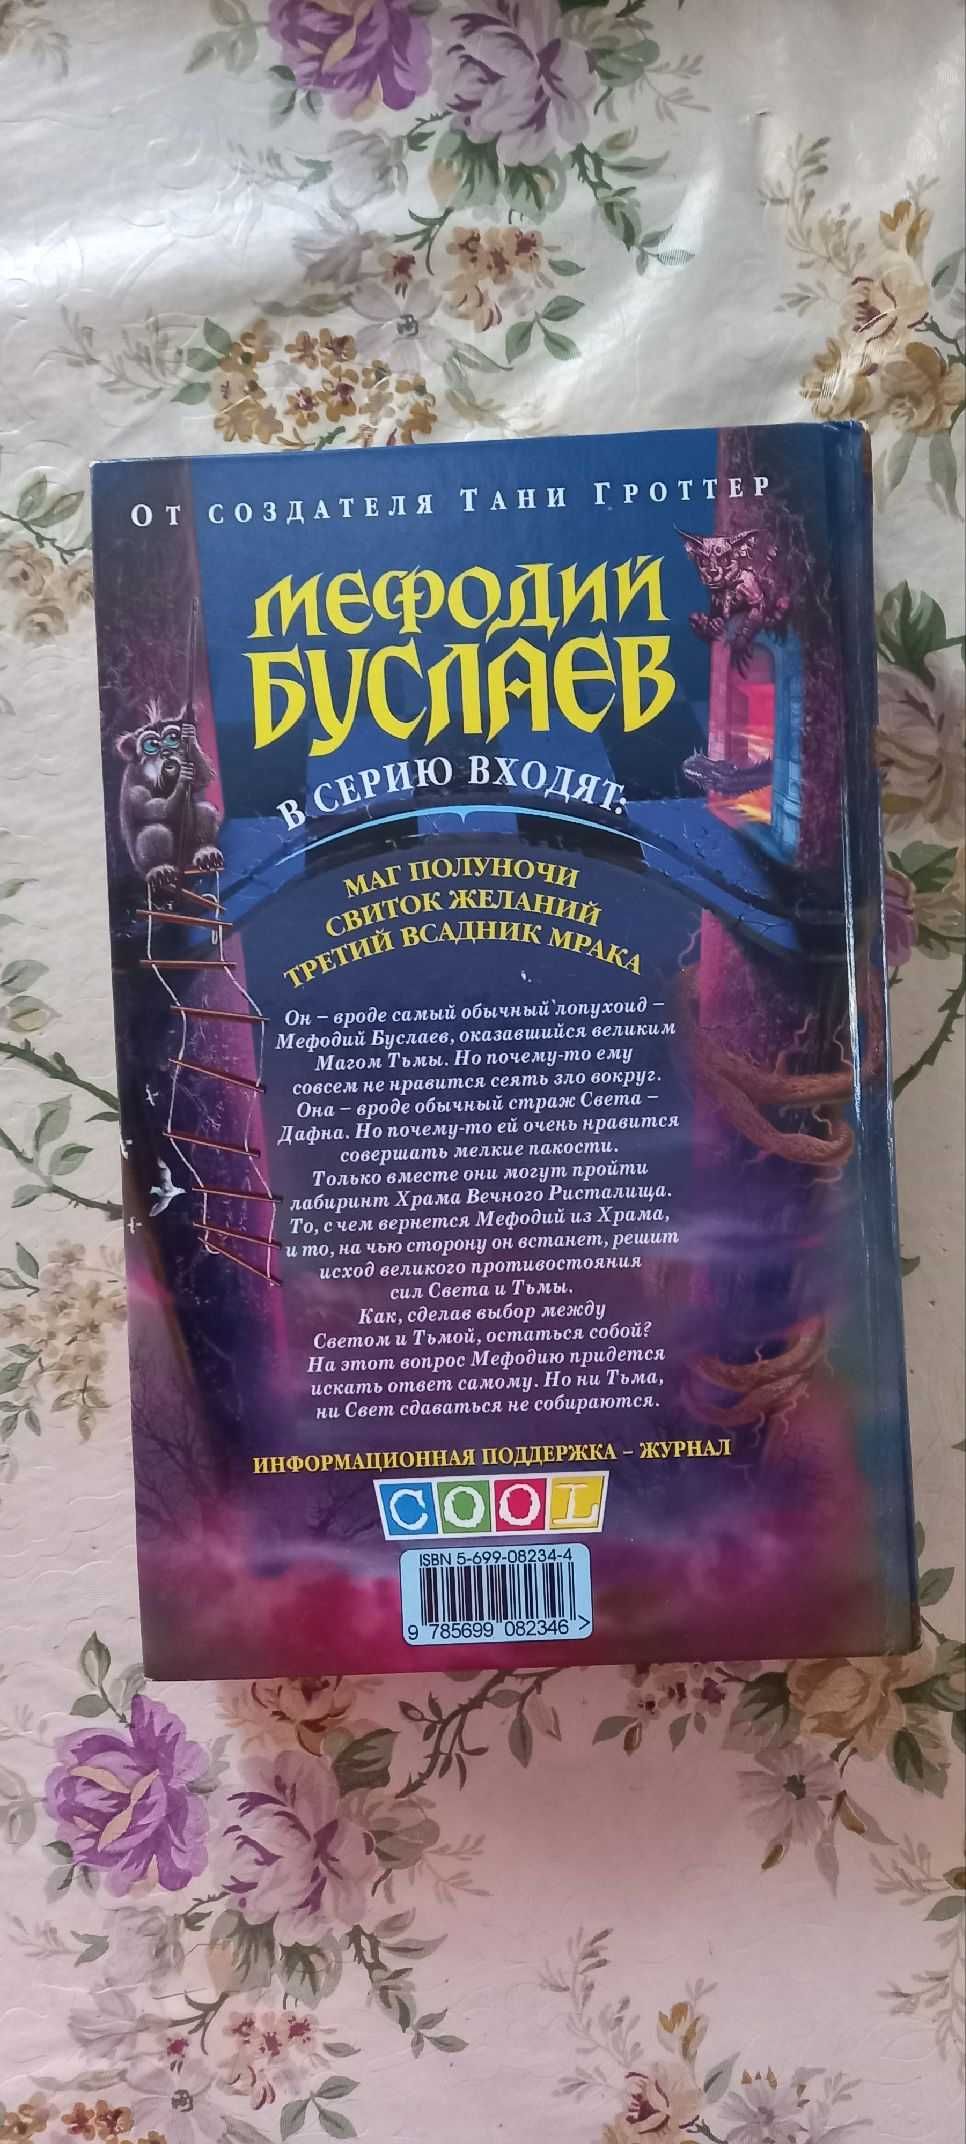 От создателя Тани Гроттер
МЕФОДИЙ
БУСЛАЕВ
В СЕРИЮ ВХОДЯТ:
МАГ ПОЛУНОЧИ
СВИТОК ЖЕЛАНИЙ
ТРЕТИЙ ВСАДНИК МРАКА
Он – вроде самый обычный лопухоид –
Мефодий Буслаев, оказавшийся великим
Магом Тьмы. Но почему-то ему
совсем не нравится сеять зло вокруг.
Она – вроде обычный страж Света –
Дафна. Но почему-то ей очень нравится
совершать мелкие пакости.
Только вместе они могут пройти
лабиринт Храма Вечного Ристалища.
То, с чем вернется Мефодий из Храма,
и то, на чью сторону он встанет, решит
исход великого противостояния
сил Света и Тьмы.
Как, сделав выбор между
Светом и Тьмой, остаться собой?
На этот вопрос Мефодию придется
искать ответ самому. Но ни Тьма,
ни Свет сдаваться не собираются.
ИНФОРМАЦИОННАЯ ПОДДЕРЖКА – ЖУРНАЛ
COOL
ISBN 5-699-08234-4
9 785699 082346 >